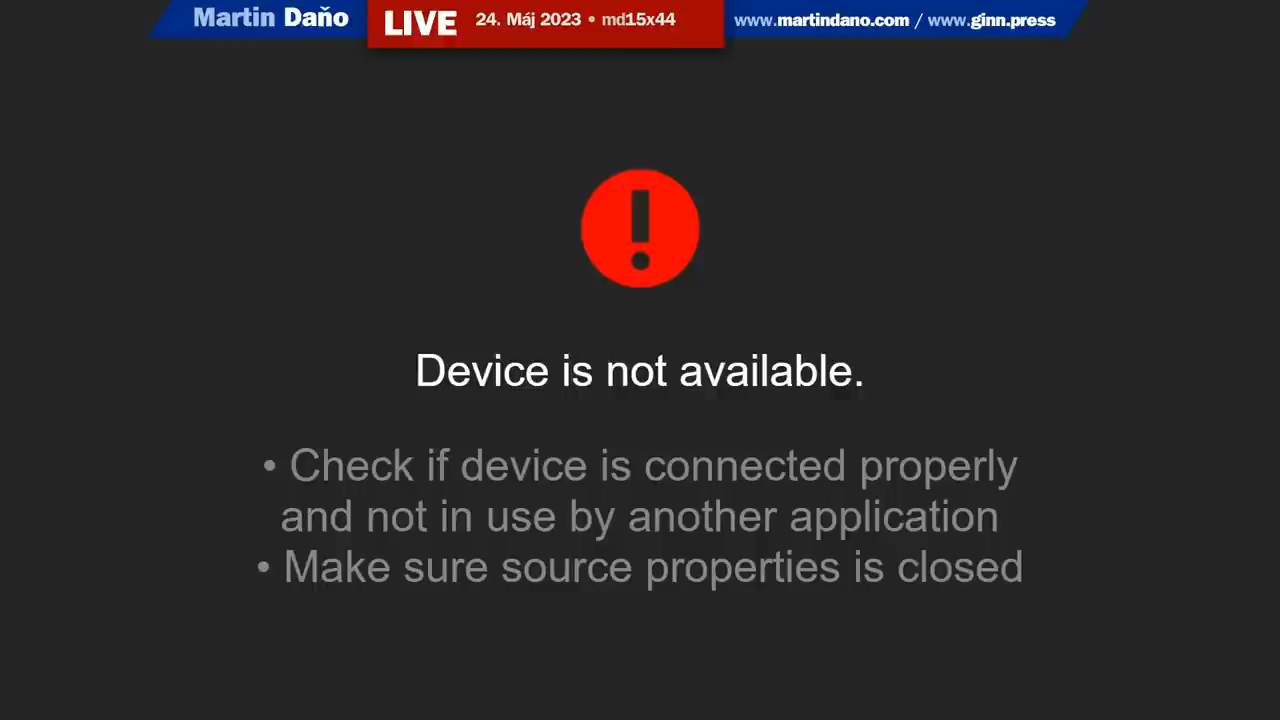 Martin Daňo LIVE 24. Máj 2023 • md15x44 www.martindano.com / www.ginn.press
Device is not available.
• Check if device is connected properly
and not in use by another application
• Make sure source properties is closed